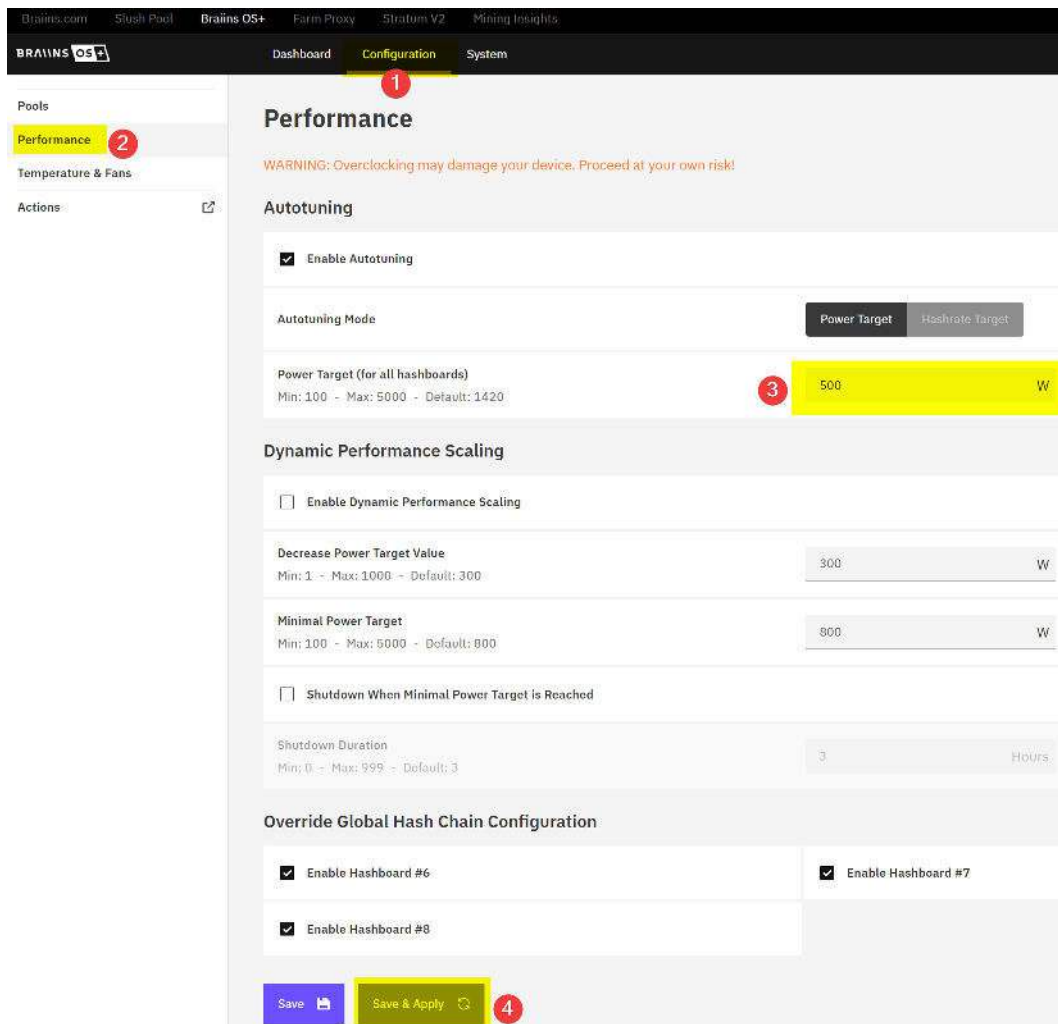 Braiins.com Slush Pool Braiins OS+ Farm Proxy Stratum V2 Mining Insights
BRAIINS OS+ Dashboard Configuration System
1
Pools
Performance
Performance 2
WARNING: Overclocking may damage your device. Proceed at your own risk!
Temperature & Fans
Actions
Autotuning
Enable Autotuning
Autotuning Mode Power Target Hashrate Target
Power Target (for all hashboards)
Min: 100 - Max: 5000 - Default: 1420
3 500 W
Dynamic Performance Scaling
Enable Dynamic Performance Scaling
Decrease Power Target Value
Min: 1 - Max: 1000 - Default: 300
300 W
Minimal Power Target
Min: 100 - Max: 5000 - Default: 800
800 W
Shutdown When Minimal Power Target is Reached
Shutdown Duration
Min: 0 - Max: 999 - Default: 3
3 Hours
Override Global Hash Chain Configuration
Enable Hashboard #6 Enable Hashboard #7
Enable Hashboard #8
Save Save & Apply 4